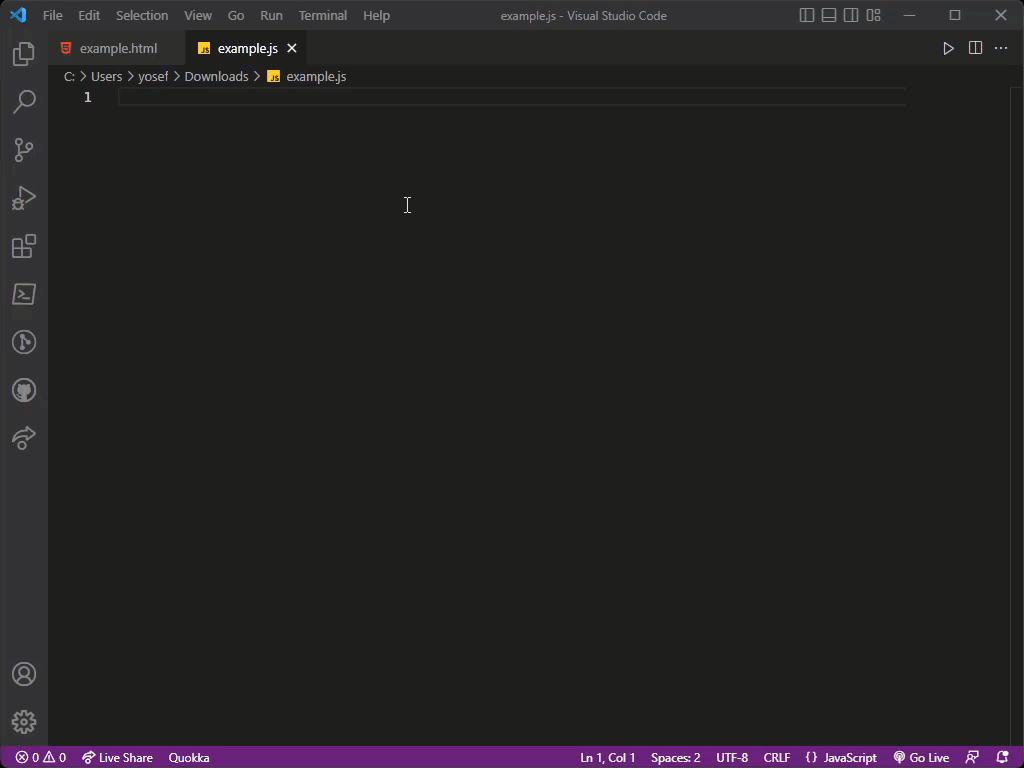 File Edit Selection View Go Run Terminal Help example.js - Visual Studio Code
example.html JS example.js
C: > Users > yosef > Downloads > JS example.js
1
0 0 Live Share Quokka Ln 1, Col 1 Spaces: 2 UTF-8 CRLF {} JavaScript Go Live